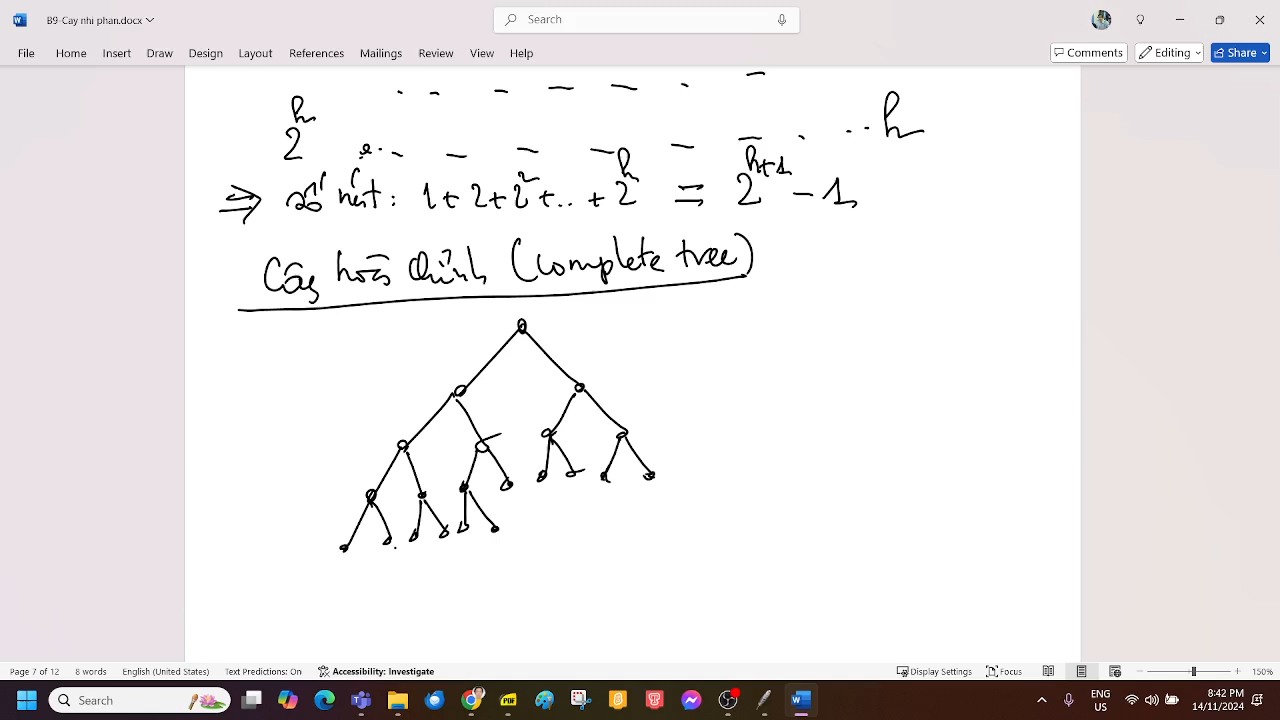 B9-Cay nhi phan.docx
Search
File Home Insert Draw Design Layout References Mailings Review View Help
Comments Editing Share
2^h ... h
⇒ số nút: 1+2+2^2+..+2^h = 2^(h+1) - 1
Cây hoàn chỉnh (complete tree)
Page 7 of 12 8 words English (United States) Text Predictions: On Accessibility: Investigate Display Settings Focus 150%
Search PDF ENG US 8:42 PM 14/11/2024